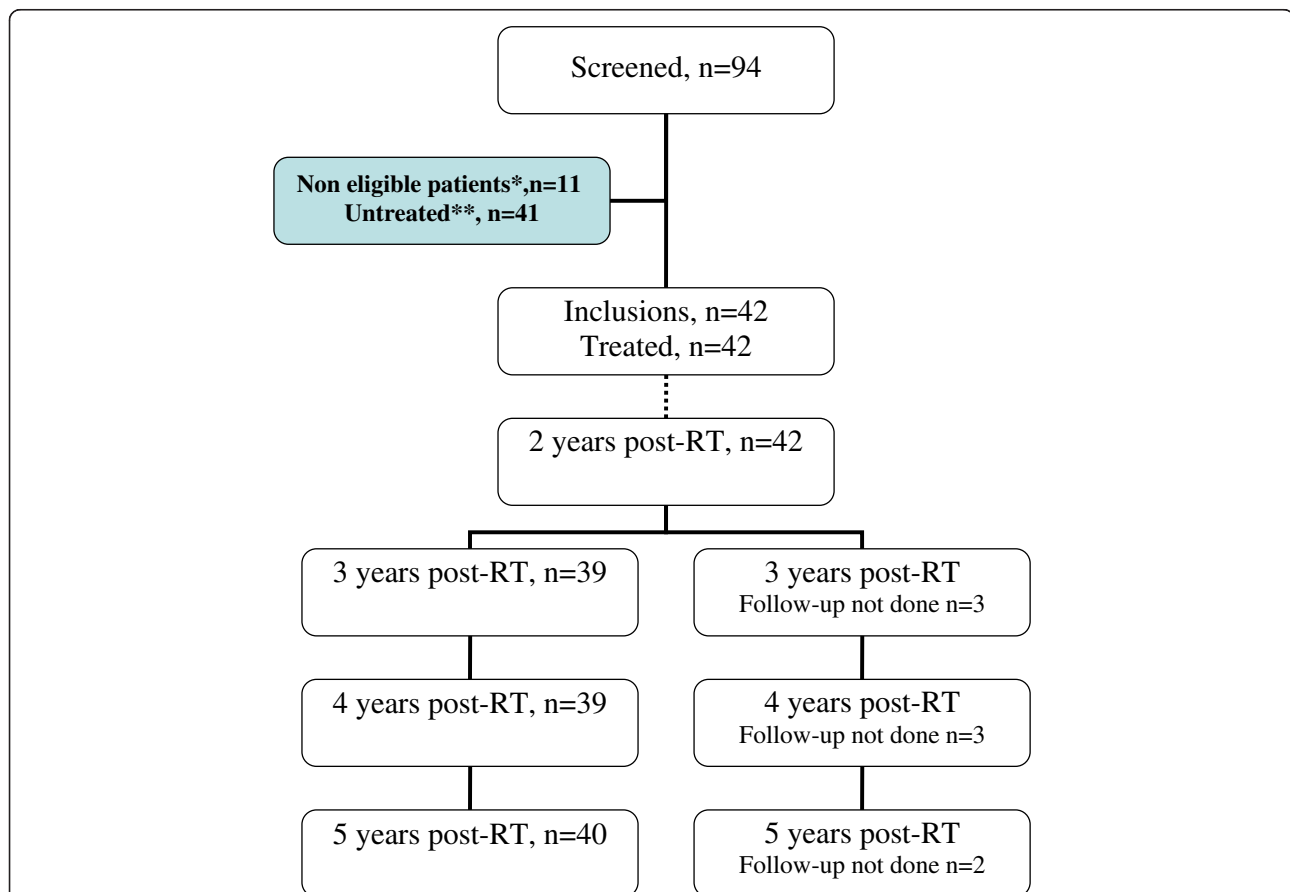 Screened, n=94
Non eligible patients*,n=11
Untreated**, n=41
Inclusions, n=42
Treated, n=42
2 years post-RT, n=42
3 years post-RT, n=39
3 years post-RT
Follow-up not done n=3
4 years post-RT, n=39
4 years post-RT
Follow-up not done n=3
5 years post-RT, n=40
5 years post-RT
Follow-up not done n=2